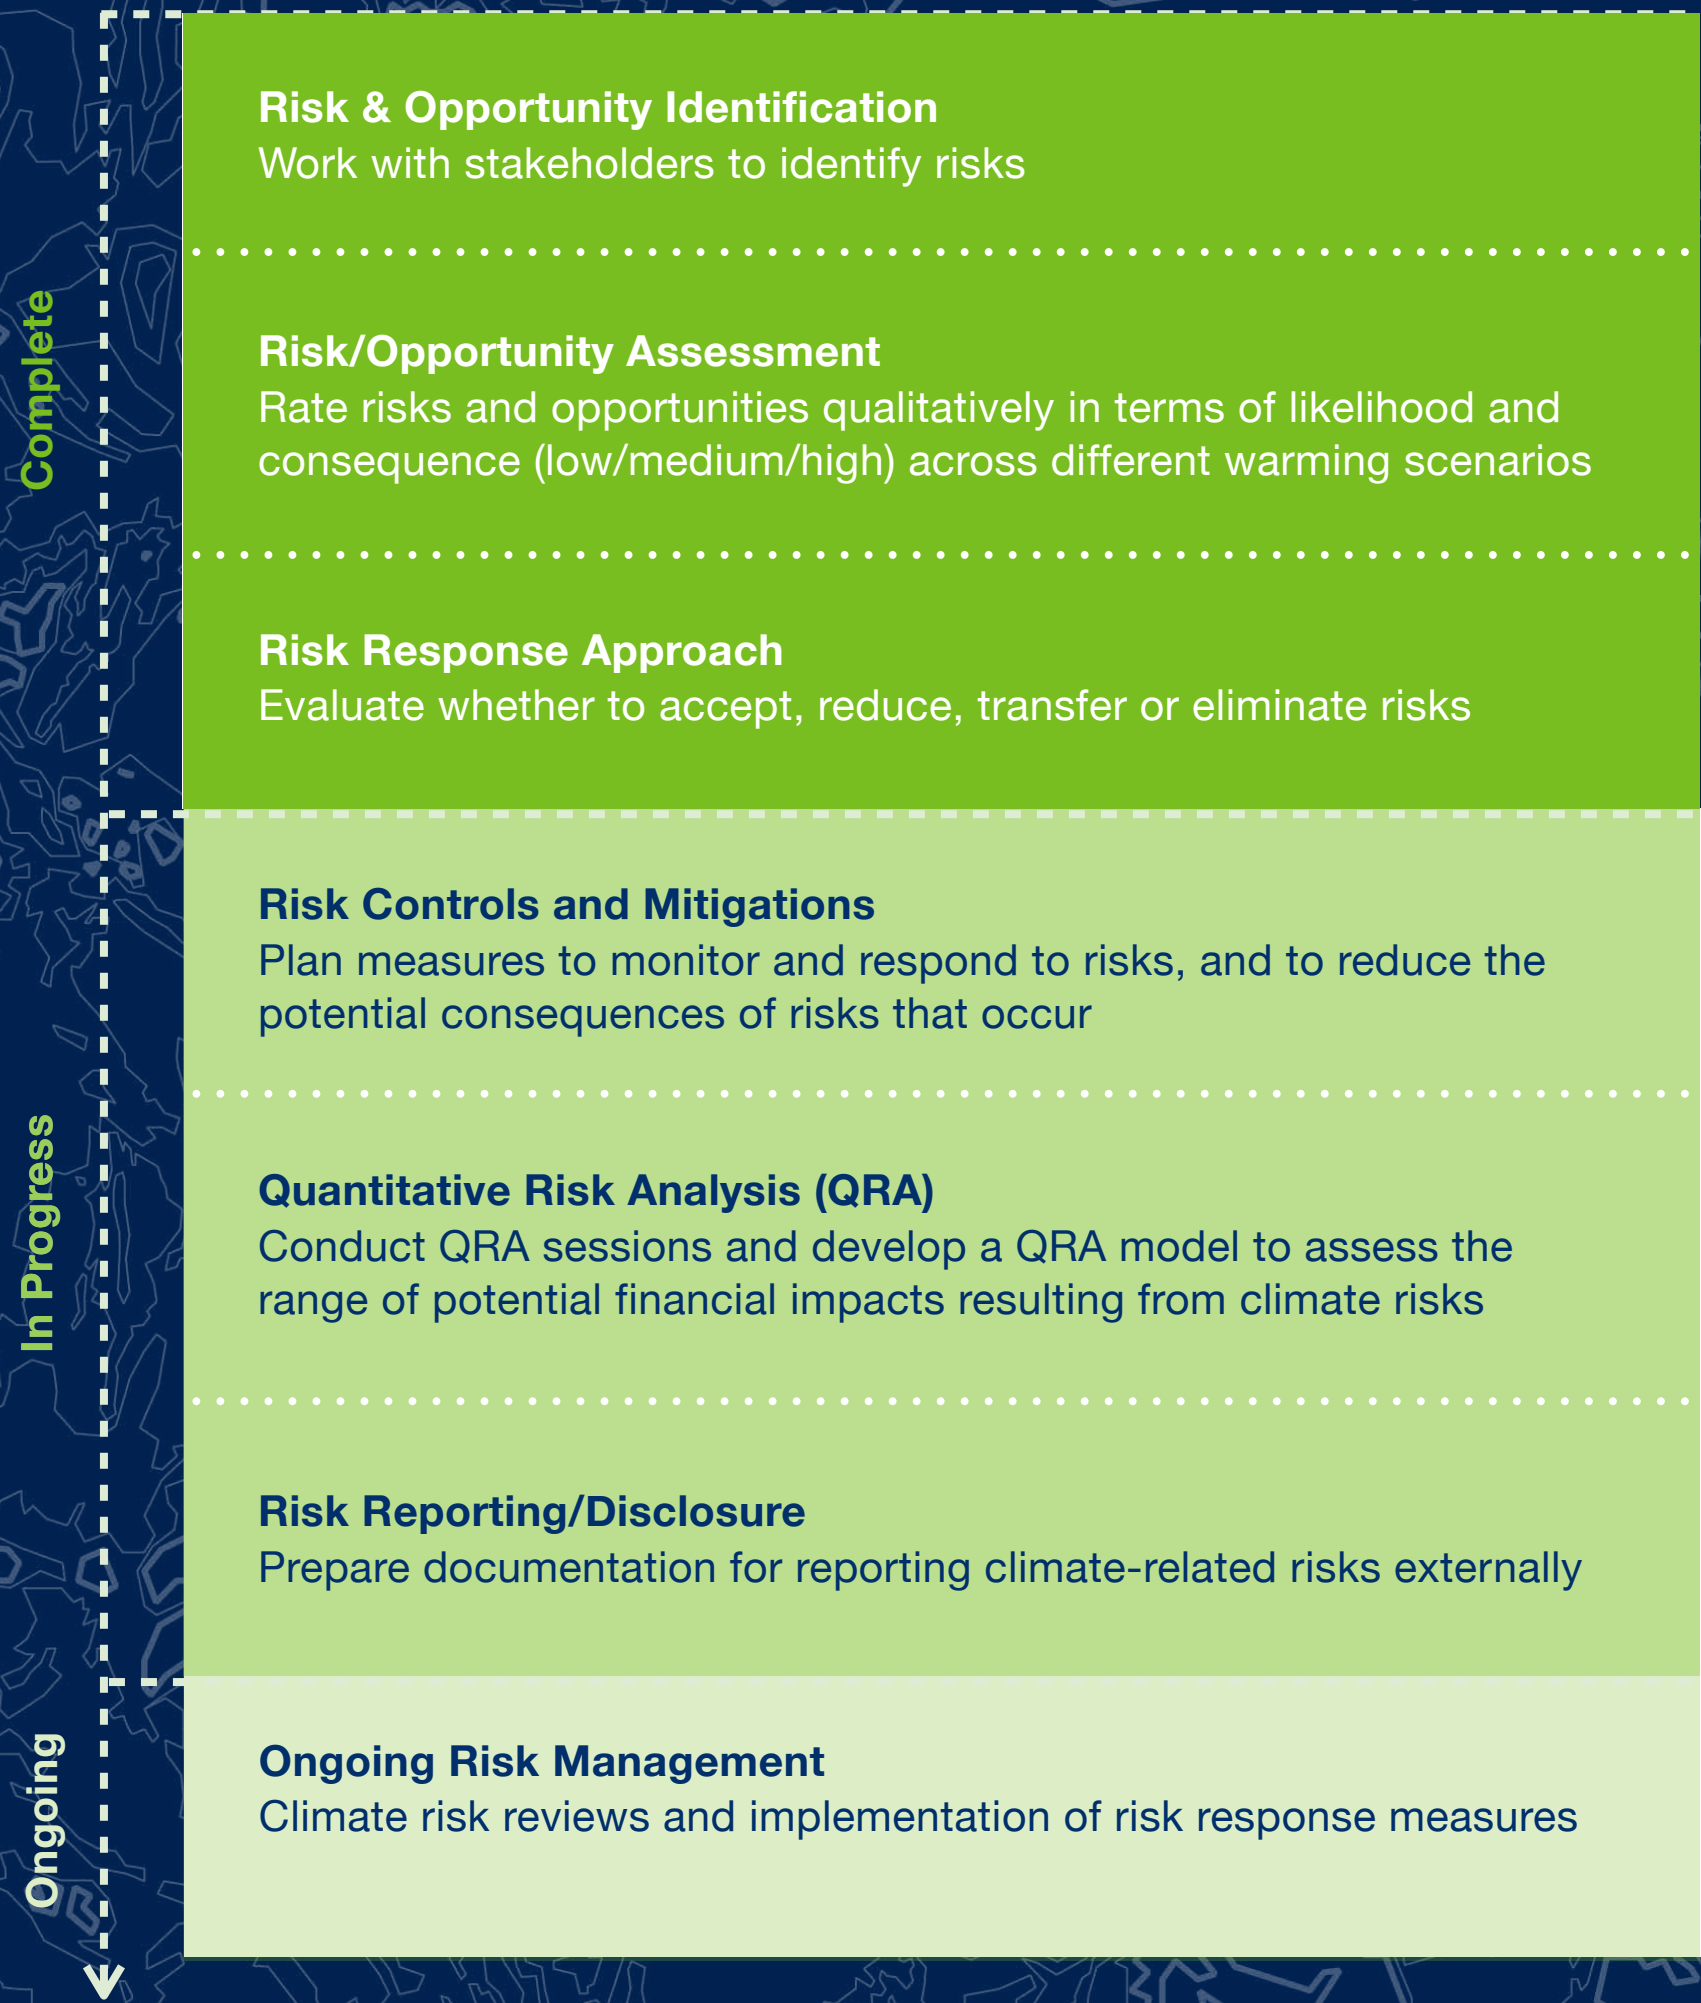 Complete
Risk & Opportunity Identification
Work with stakeholders to identify risks
Risk/Opportunity Assessment
Rate risks and opportunities qualitatively in terms of likelihood and
consequence (low/medium/high) across different warming scenarios
Risk Response Approach
Evaluate whether to accept, reduce, transfer or eliminate risks
In Progress
Risk Controls and Mitigations
Plan measures to monitor and respond to risks, and to reduce the
potential consequences of risks that occur
Quantitative Risk Analysis (QRA)
Conduct QRA sessions and develop a QRA model to assess the
range of potential financial impacts resulting from climate risks
Risk Reporting/Disclosure
Prepare documentation for reporting climate-related risks externally
Ongoing
Ongoing Risk Management
Climate risk reviews and implementation of risk response measures